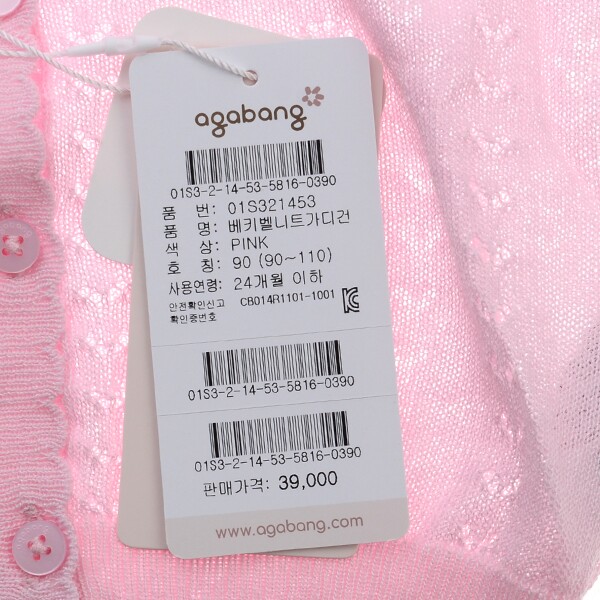 agabang
01S3-2-14-53-5816-0390
품 번: 01S321453
품 명: 베키벨니트가디건
색 상: PINK
호 칭: 90 (90~110)
사용연령: 24개월 이하
안전확인신고 CB014R1101-1001
확인증번호
01S3-2-14-53-5816-0390
01S3-2-14-53-5816-0390
판매가격: 39,000
www.agabang.com